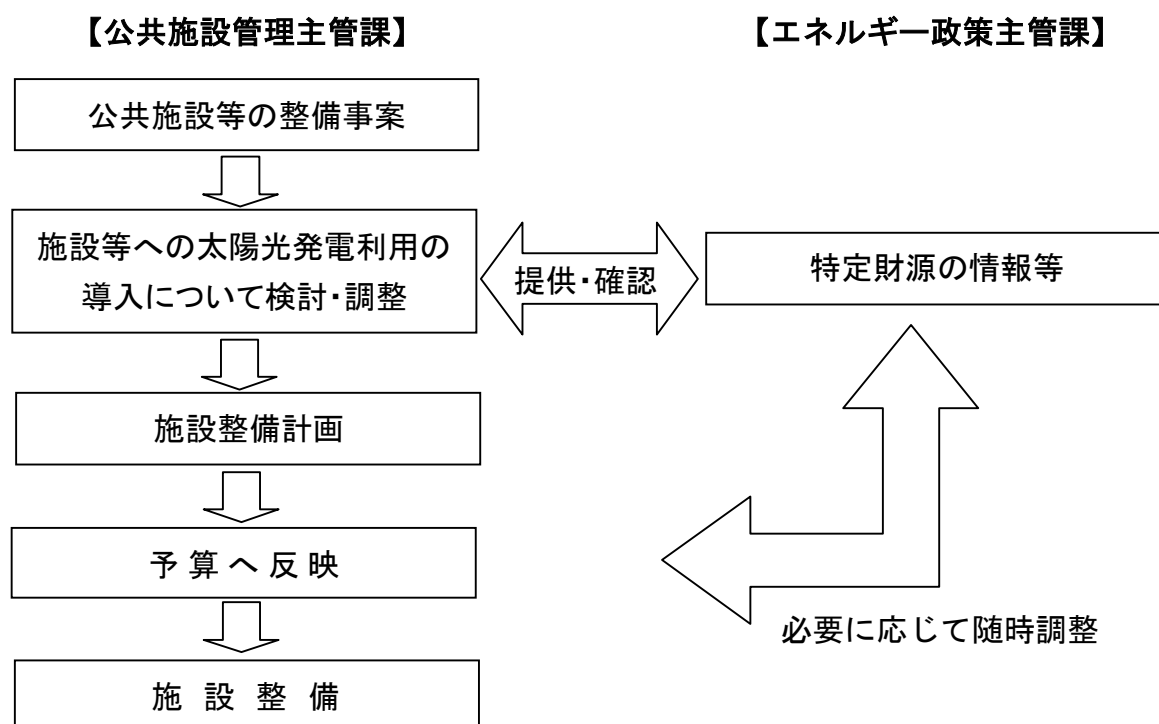 【公共施設管理主管課】
【エネルギー政策主管課】
公共施設等の整備事案
施設等への太陽光発電利用の
導入について検討・調整
提供・確認
特定財源の情報等
施設整備計画
予算へ反映
必要に応じて随時調整
施設整備